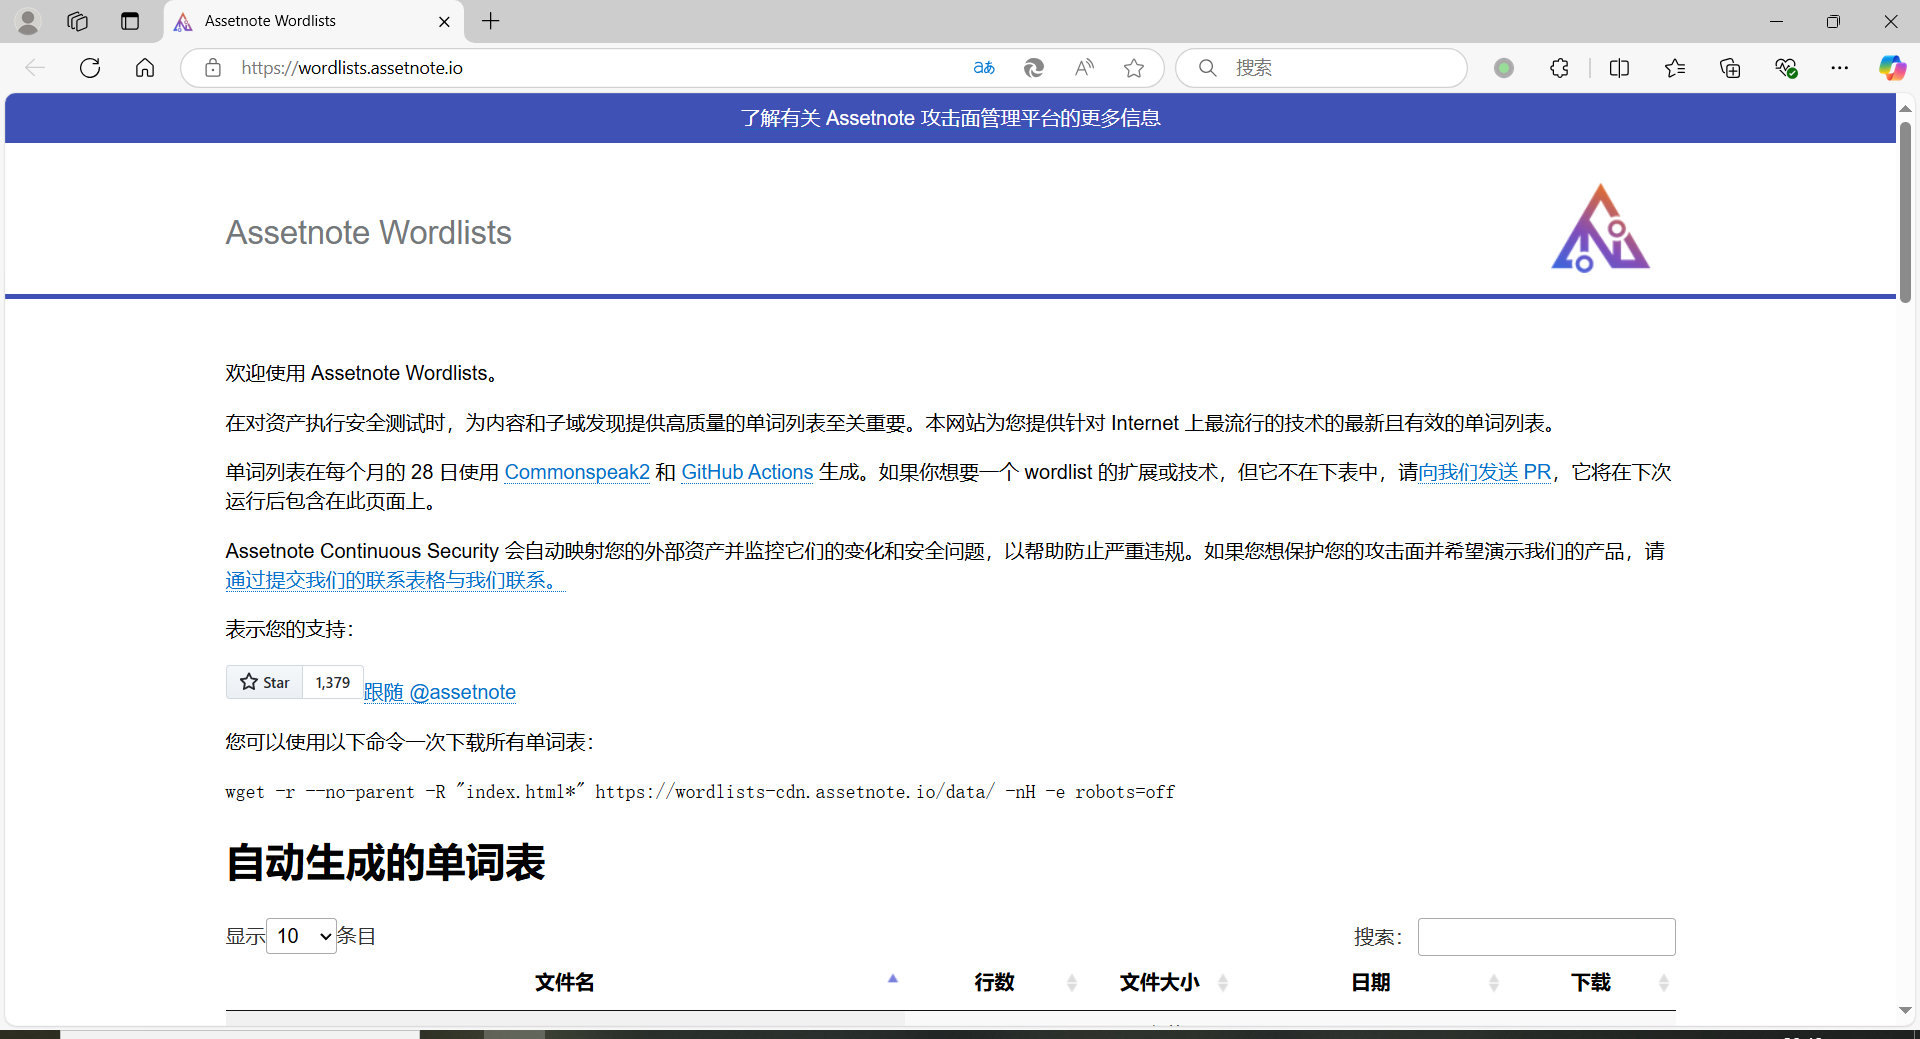 Assetnote Wordlists
https://wordlists.assetnote.io
aあ
A
搜索
了解有关 Assetnote 攻击面管理平台的更多信息
Assetnote Wordlists
欢迎使用 Assetnote Wordlists。
在对资产执行安全测试时，为内容和子域发现提供高质量的单词列表至关重要。本网站为您提供针对 Internet 上最流行的技术的最新且有效的单词列表。
单词列表在每个月的 28 日使用 Commonspeak2 和 GitHub Actions 生成。如果你想要一个 wordlist 的扩展或技术，但它不在下表中，请向我们发送 PR，它将在下次
运行后包含在此页面上。
Assetnote Continuous Security 会自动映射您的外部资产并监控它们的变化和安全问题，以帮助防止严重违规。如果您想保护您的攻击面并希望演示我们的产品，请
通过提交我们的联系表格与我们联系。
表示您的支持：
Star 1,379 跟随 @assetnote
您可以使用以下命令一次下载所有单词表：
wget -r --no-parent -R "index.html*" https://wordlists-cdn.assetnote.io/data/ -nH -e robots=off
自动生成的单词表
显示 10 条目 搜索：
文件名 行数 文件大小 日期 下载